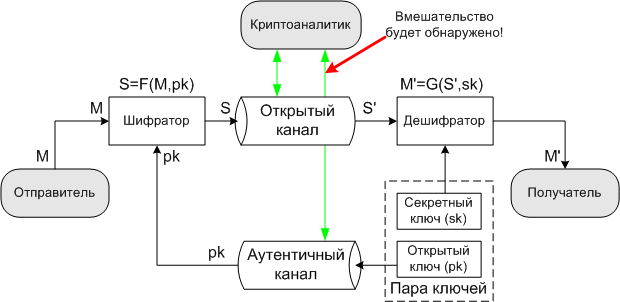 Криптоаналитик
Вмешательство
будет обнаружено!
S=F(M,pk)
M'=G(S',sk)
M
Шифратор
S
Открытый
канал
S'
Дешифратор
M
pk
M'
Отправитель
Получатель
Секретный
ключ (sk)
pk
Аутентичный
канал
Открытый
ключ (pk)
Пара ключей